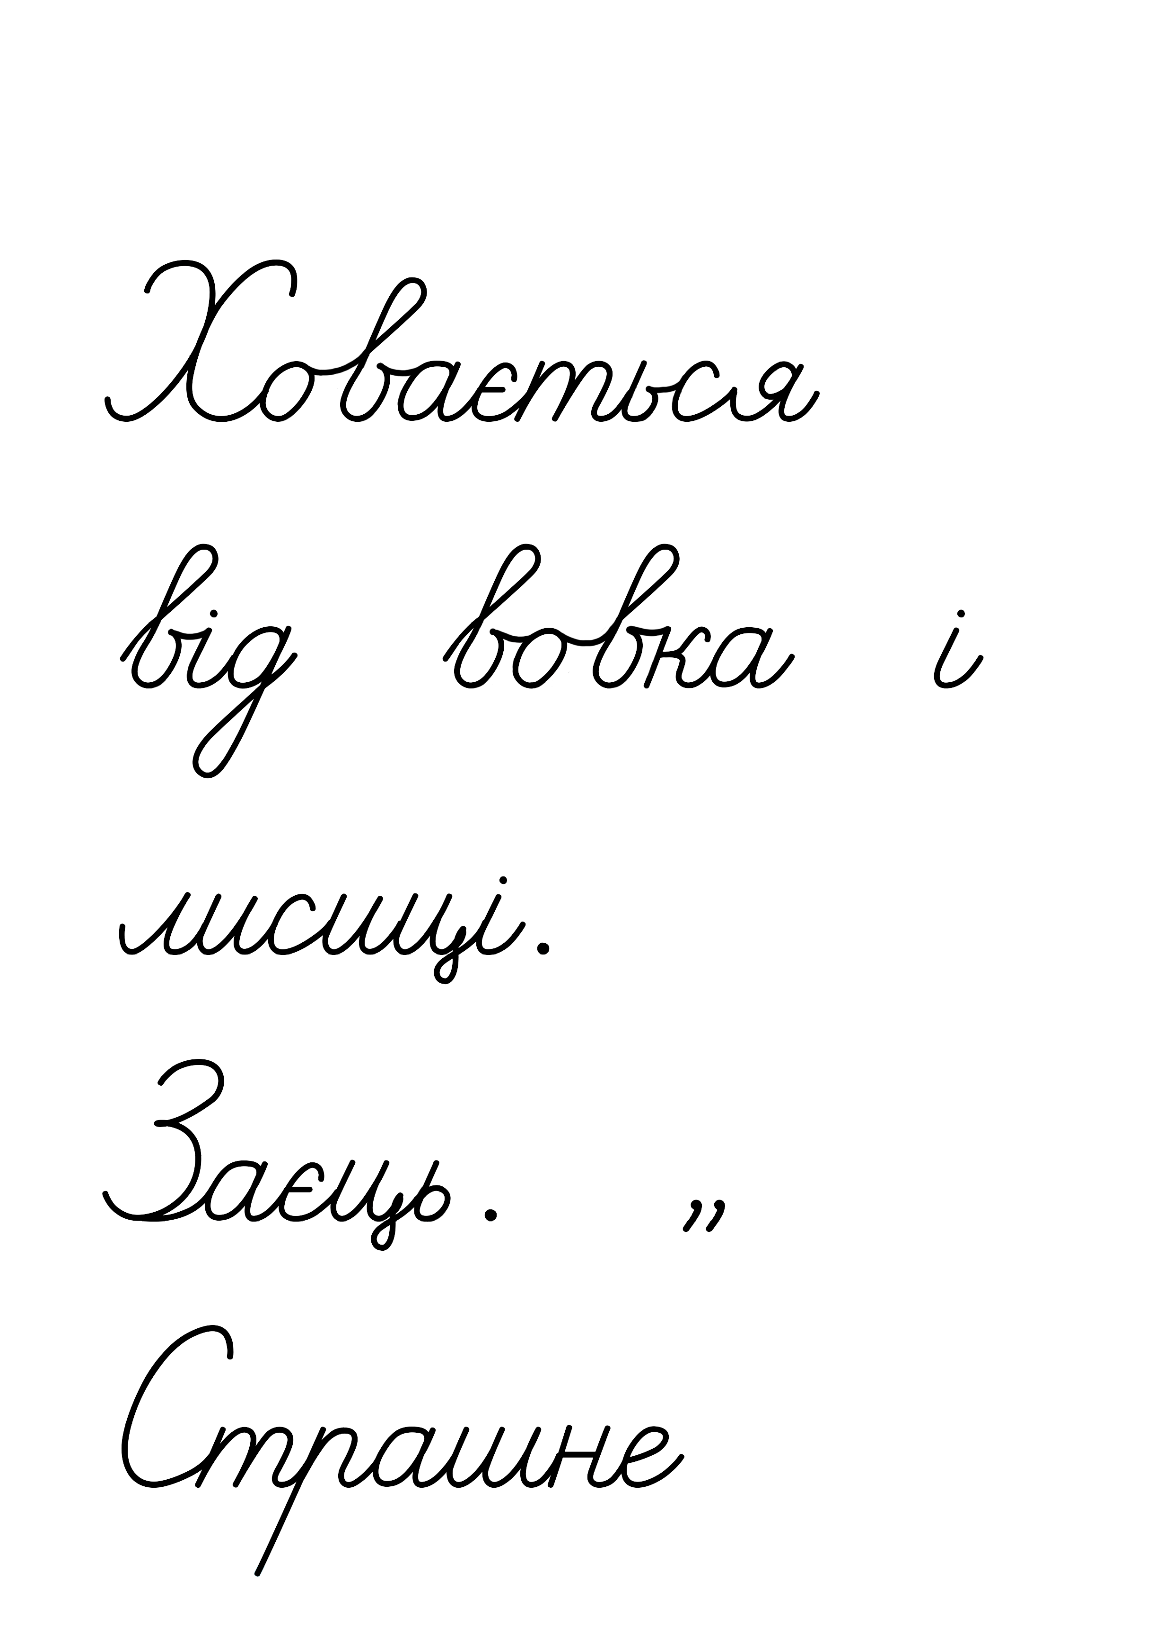 Ховається
від вовка і
лисиці.
Заєць. „
Страшне